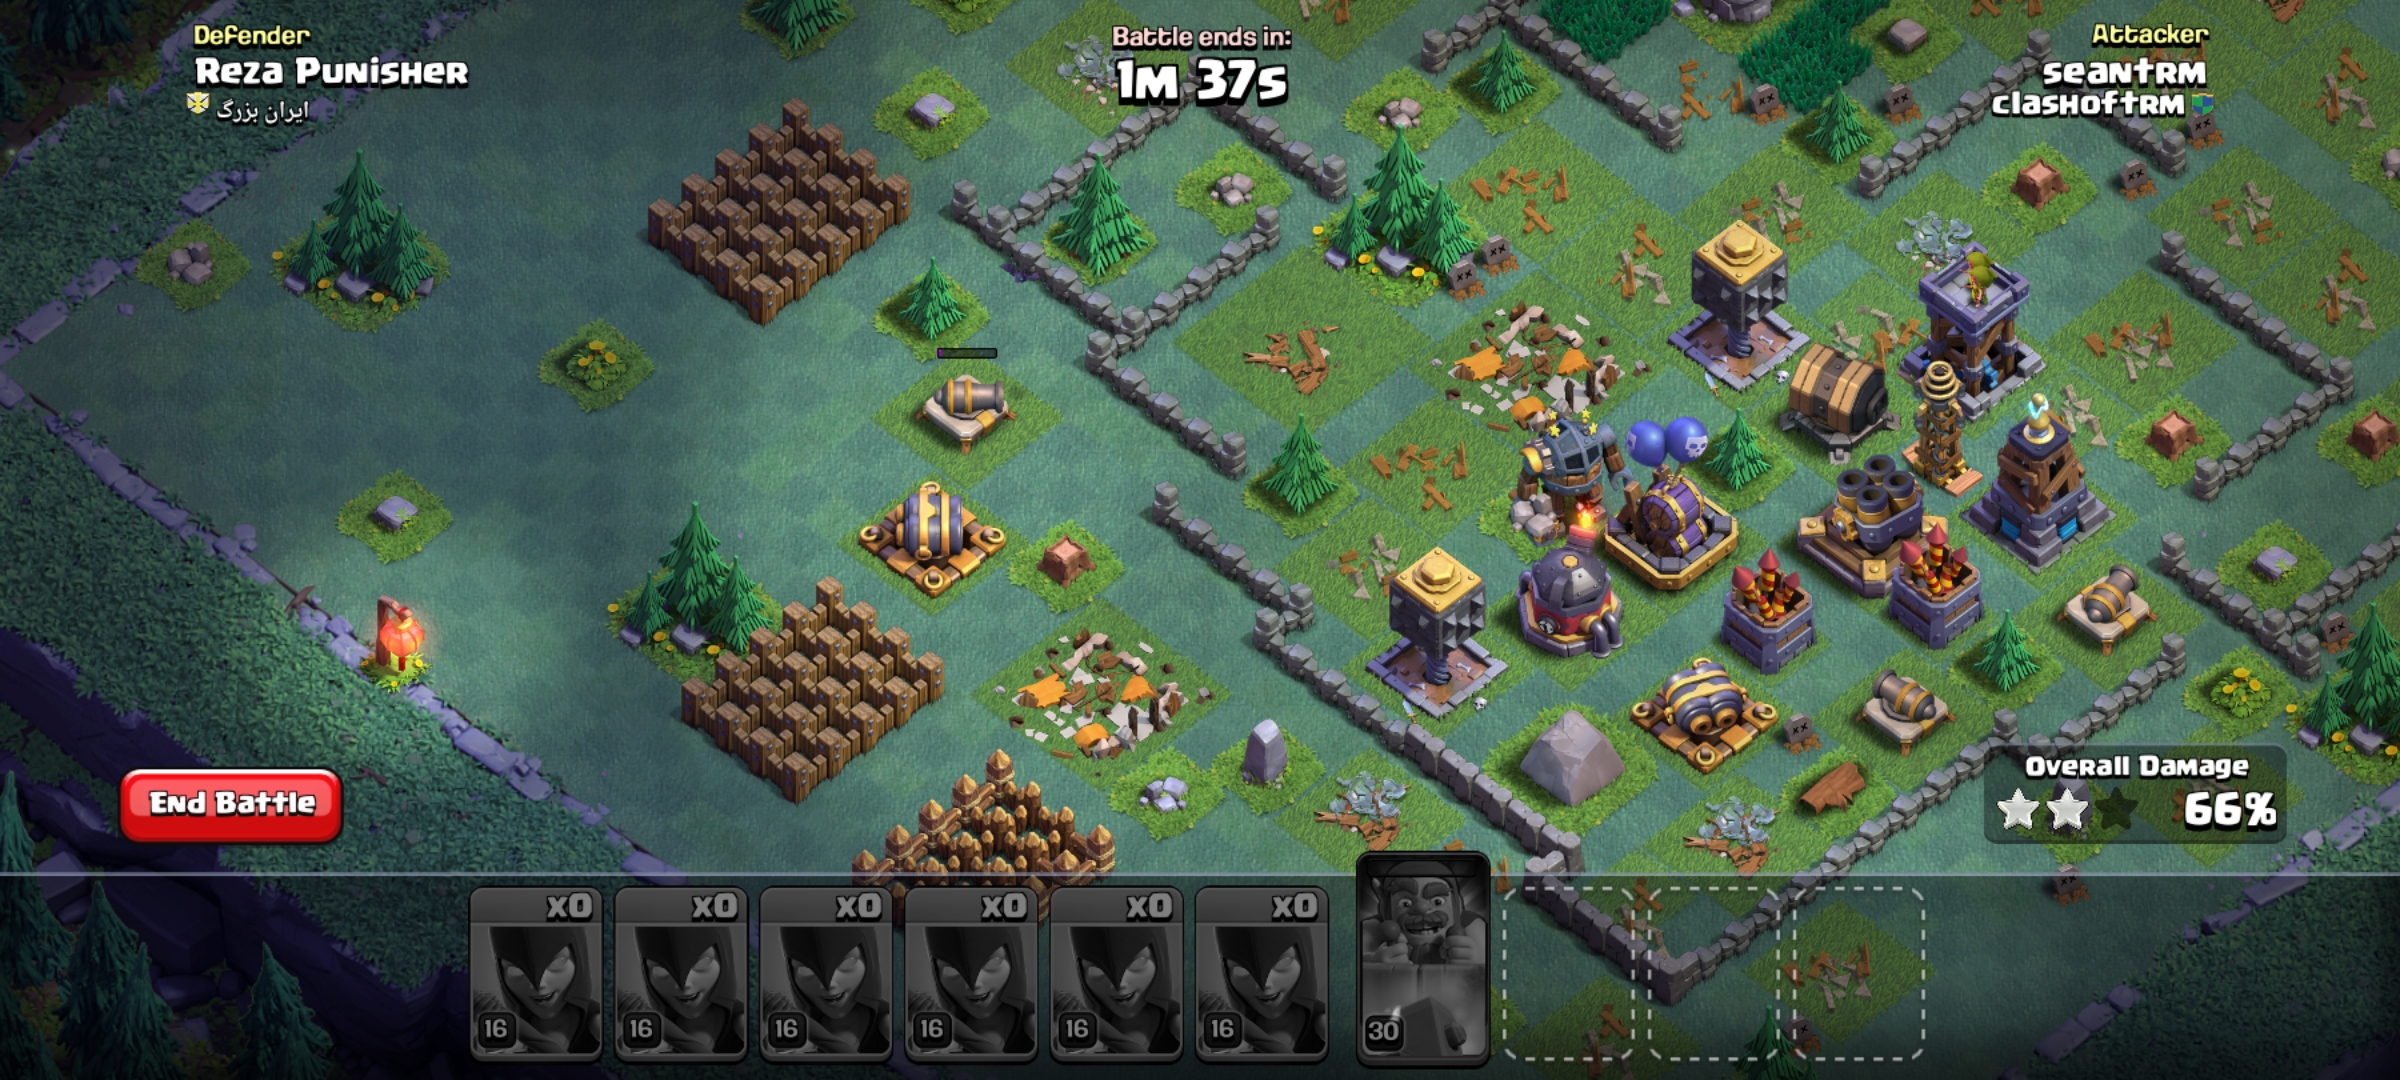 Defender
Reza Punisher
ایران بزرگ
Battle ends in:
1M 37s
Attacker
seantrm
clashoftrm
End Battle
Overall Damage
66%
x0
x0
x0
x0
x0
x0
16
16
16
16
16
16
30